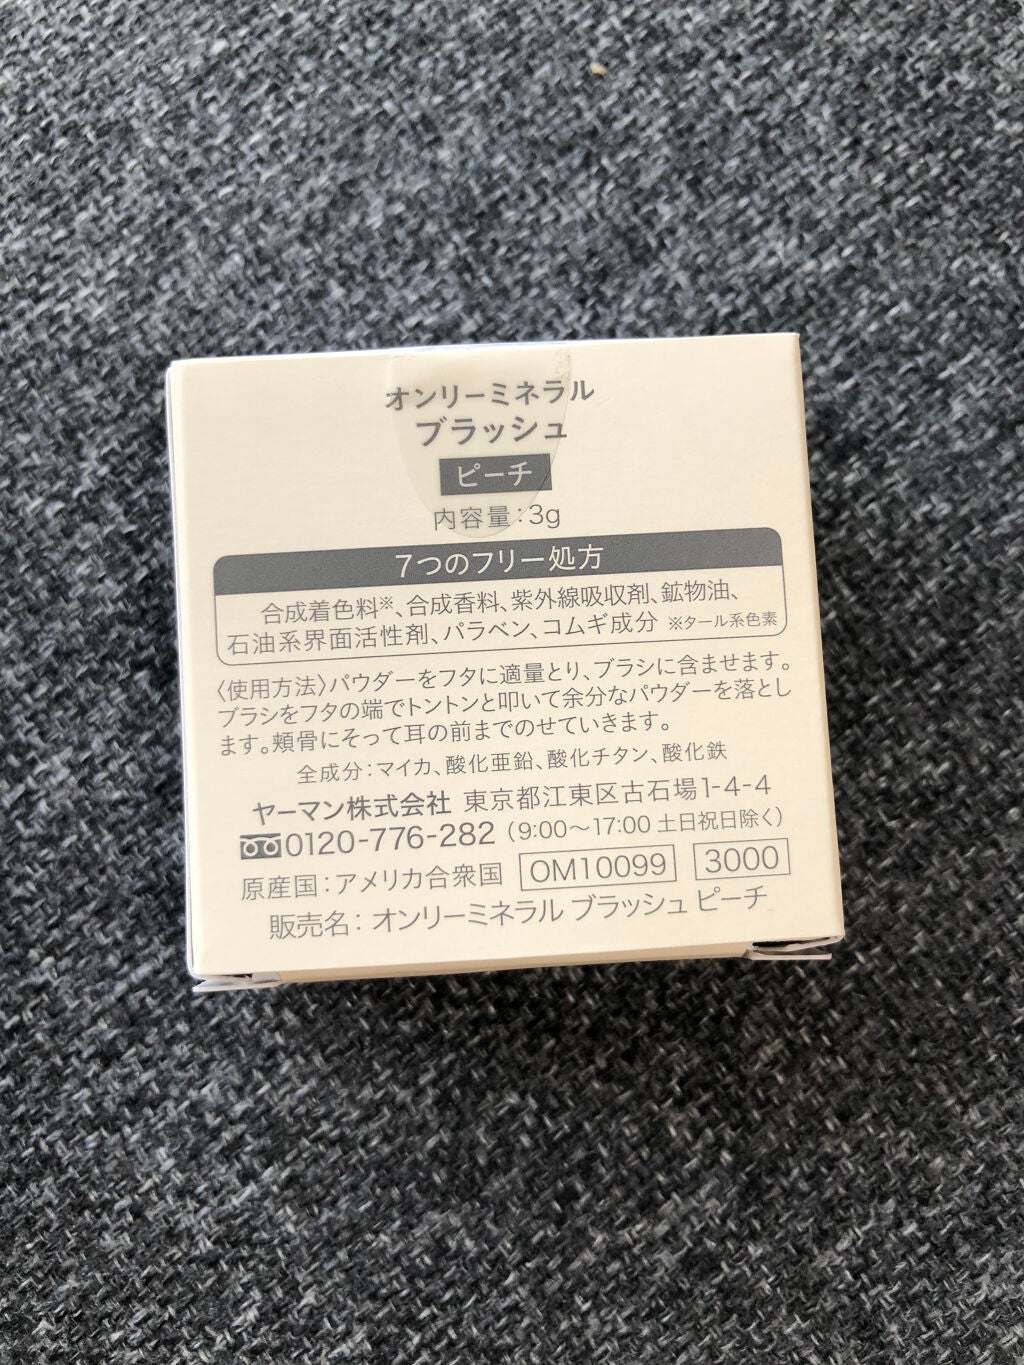 オンリーミネラル
ブラッシュ
ピーチ
内容量：3g
7つのフリー処方
合成着色料※、合成香料、紫外線吸収剤、鉱物油、
石油系界面活性剤、パラベン、コムギ成分 ※タール系色素
〈使用方法〉パウダーをフタに適量とり、ブラシに含ませます。
ブラシをフタの端でトントンと叩いて余分なパウダーを落とし
ます。頬骨にそって耳の前までのせていきます。
全成分：マイカ、酸化亜鉛、酸化チタン、酸化鉄
ヤーマン株式会社 東京都江東区古石場1-4-4
0120-776-282（9:00～17:00 土日祝日除く）
原産国：アメリカ合衆国 OM10099 3000
販売名：オンリーミネラル ブラッシュ ピーチ